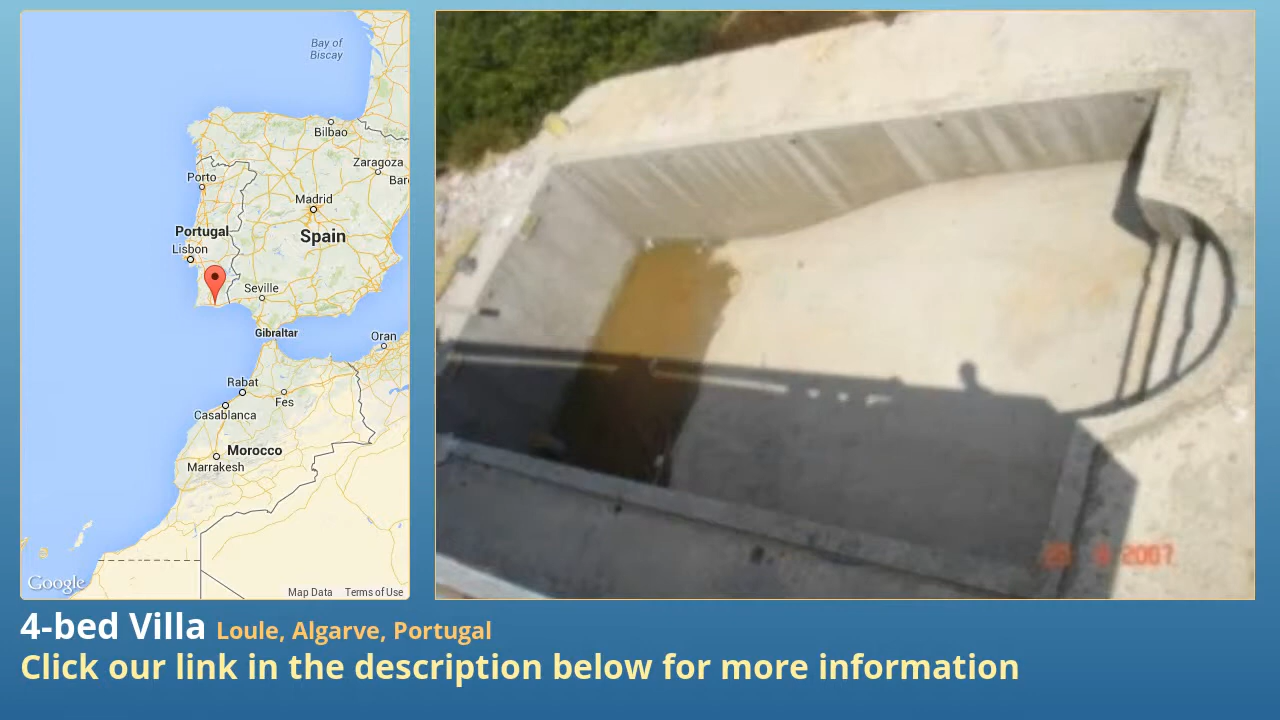 Bay of
Biscay
Bilbao
Zaragoza
Porto
Madrid
Portugal
Spain
Lisbon
Seville
Gibraltar
Oran
Rabat
Fes
Casablanca
Morocco
Marrakesh
Google
Map Data
Terms of Use
2007
4-bed Villa Loule, Algarve, Portugal
Click our link in the description below for more information